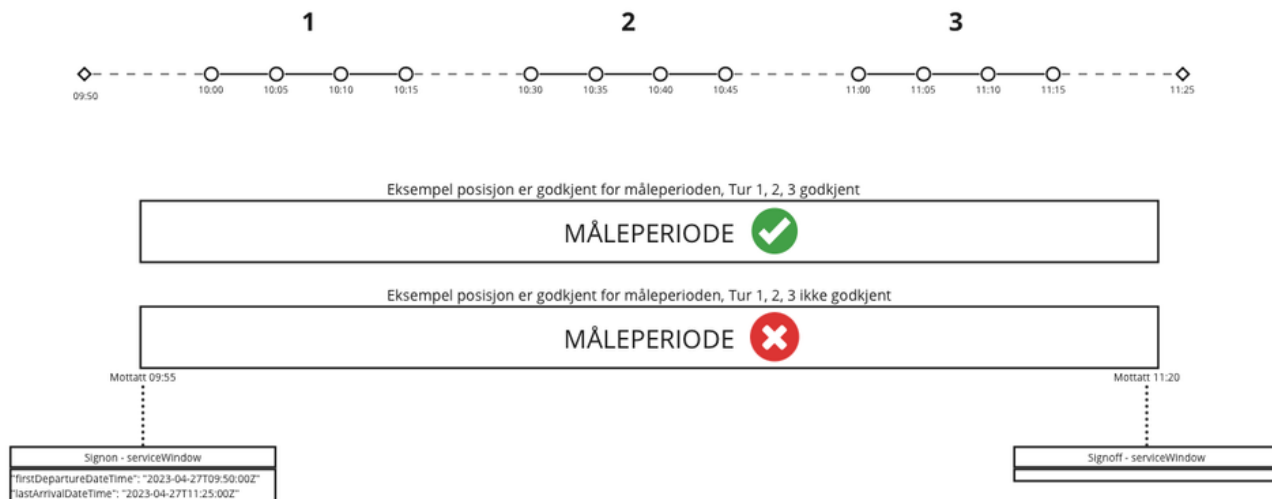 1 2 3
09:50 10:00 10:05 10:10 10:15 10:30 10:35 10:40 10:45 11:00 11:05 11:10 11:15 11:25
Eksempel posisjon er godkjent for måleperioden, Tur 1, 2, 3 godkjent
MÅLEPERIODE
Eksempel posisjon er godkjent for måleperioden, Tur 1, 2, 3 ikke godkjent
MÅLEPERIODE
Mottatt 09:55 Mottatt 11:20
Signon - serviceWindow Signoff - serviceWindow
"firstDepartureDateTime": "2023-04-27T09:50:00Z"
"lastArrivalDateTime": "2023-04-27T11:25:00Z"